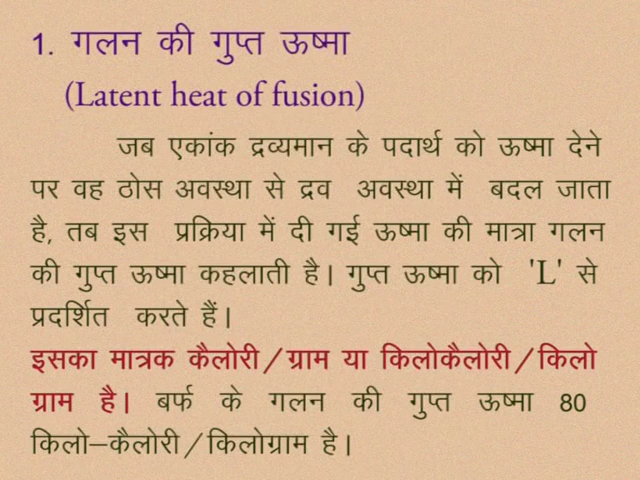 1. गलन की गुप्त ऊष्मा
(Latent heat of fusion)
जब एकांक द्रव्यमान के पदार्थ को ऊष्मा देने
पर वह ठोस अवस्था से द्रव अवस्था में बदल जाता
है, तब इस प्रक्रिया में दी गई ऊष्मा की मात्रा गलन
की गुप्त ऊष्मा कहलाती है। गुप्त ऊष्मा को 'L' से
प्रदर्शित करते हैं।
इसका मात्रक कैलोरी/ग्राम या किलोकैलोरी/किलो
ग्राम है। बर्फ के गलन की गुप्त ऊष्मा 80
किलो–कैलोरी/किलोग्राम है।